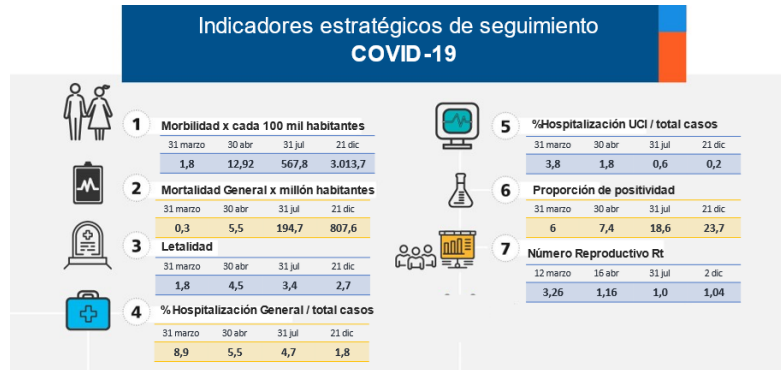 Indicadores estratégicos de seguimiento
COVID-19
1 Morbilidad x cada 100 mil habitantes
31 marzo 30 abr 31 jul 21 dic
1,8 12,92 567,8 3.013,7
2 Mortalidad General x millón habitantes
31 marzo 30 abr 31 jul 21 dic
0,3 5,5 194,7 807,6
3 Letalidad
31 marzo 30 abr 31 jul 21 dic
1,8 4,5 3,4 2,7
4 %Hospitalización General / total casos
31 marzo 30 abr 31 jul 21 dic
8,9 5,5 4,7 1,8
5 %Hospitalización UCI / total casos
31 marzo 30 abr 31 jul 21 dic
3,8 1,8 0,6 0,2
6 Proporción de positividad
31 marzo 30 abr 31 jul 21 dic
6 7,4 18,6 23,7
7 Número Reproductivo Rt
12 marzo 16 abr 31 jul 2 dic
3,26 1,16 1,0 1,04